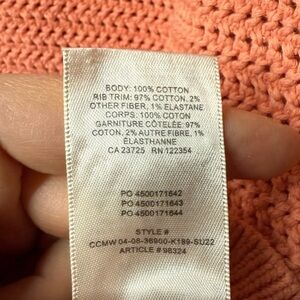 BODY: 100% COTTON
RIB TRIM: 97% COTTON, 2%
OTHER FIBER, 1% ELASTANE
CORPS: 100% COTON
GARNITURE CÔTELÉE: 97%
COTON, 2% AUTRE FIBRE, 1%
ÉLASTHANNE
CA 23725 RN 122354
PO 4500171642
PO 4500171643
PO 4500171644
STYLE #
CCMW 04-08-36900-K189-SU22
ARTICLE # 98324